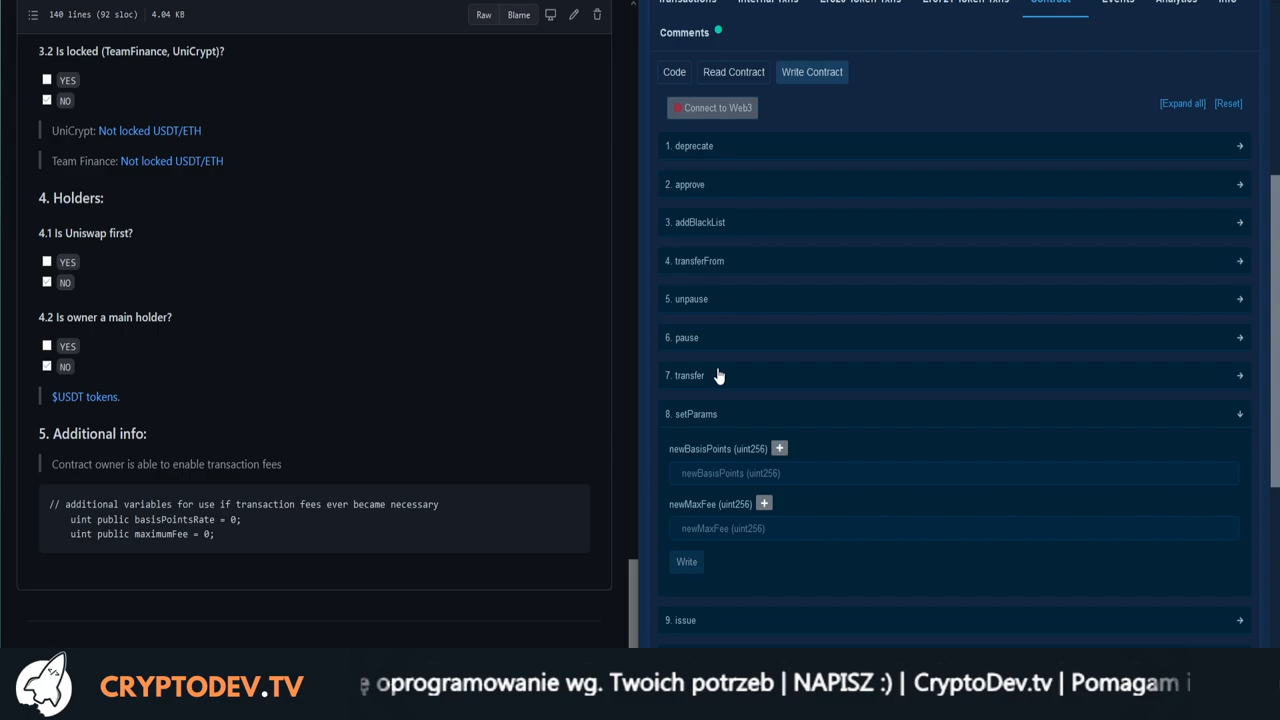 140 lines (92 sloc) | 4.04 KB
Raw
Blame
3.2 Is locked (TeamFinance, UniCrypt)?
YES
NO
UniCrypt: Not locked USDT/ETH
Team Finance: Not locked USDT/ETH
4. Holders:
4.1 Is Uniswap first?
YES
NO
4.2 Is owner a main holder?
YES
NO
$USDT tokens.
5. Additional info:
Contract owner is able to enable transaction fees
// additional variables for use if transaction fees ever became necessary
uint public basisPointsRate = 0;
uint public maximumFee = 0;
Comments
Code
Read Contract
Write Contract
Connect to Web3
[Expand all] [Reset]
1. deprecate
2. approve
3. addBlackList
4. transferFrom
5. unpause
6. pause
7. transfer
8. setParams
newBasisPoints (uint256) +
newBasisPoints (uint256)
newMaxFee (uint256) +
newMaxFee (uint256)
Write
9. issue
CRYPTODEV.TV
ę oprogramowanie wg. Twoich potrzeb | NAPISZ :) | CryptoDev.tv | Pomagam i